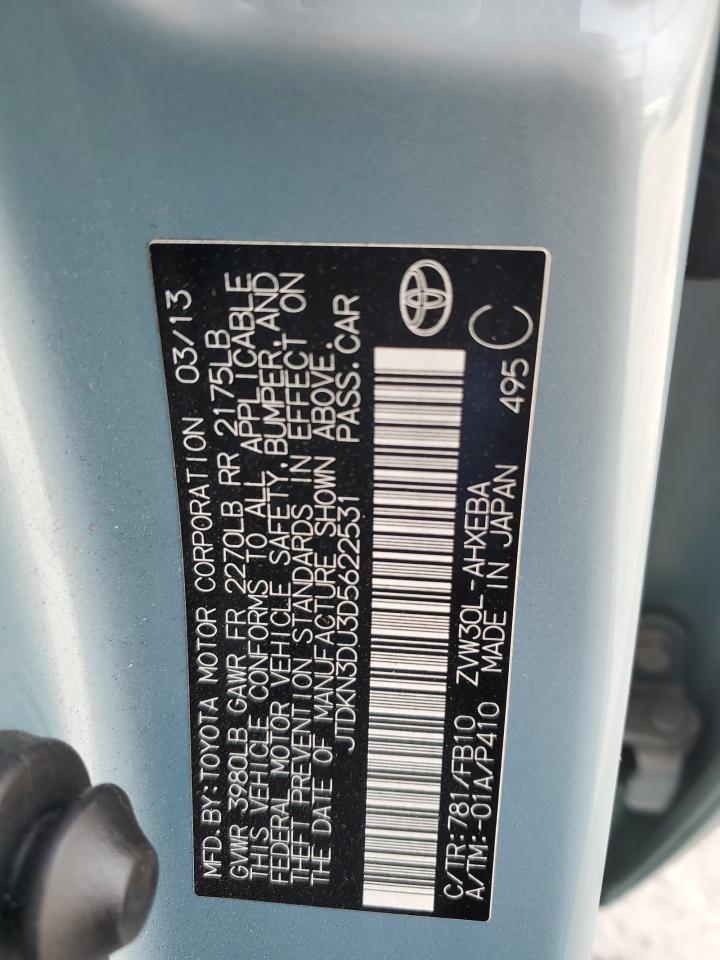 MFD. BY: TOYOTA MOTOR CORPORATION 03/13
GVWR 3980LB GAWR FR 2270LB RR 2175LB
THIS VEHICLE CONFORMS TO ALL APPLICABLE
FEDERAL MOTOR VEHICLE SAFETY, BUMPER, AND
THEFT PREVENTION STANDARDS IN EFFECT ON
THE DATE OF MANUFACTURE SHOWN ABOVE.
JTDKN3DU3D5622531 PASS. CAR
C/TR: 781/FB10 ZVW30L-AHXEBA 495 C
A/TM: -01A/P410 MADE IN JAPAN